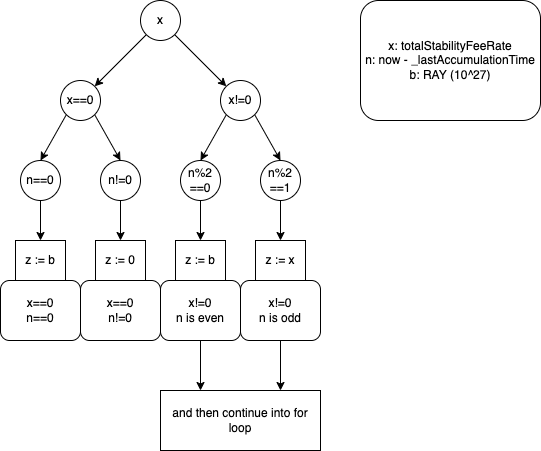 x
x: totalStabilityFeeRate
n: now - _lastAccumulationTime
b: RAY (10^27)
x==0
x!=0
n==0
n!=0
n%2
==0
n%2
==1
z := b
z := 0
z := b
z := x
x==0
n==0
x==0
n!=0
x!=0
n is even
x!=0
n is odd
and then continue into for
loop